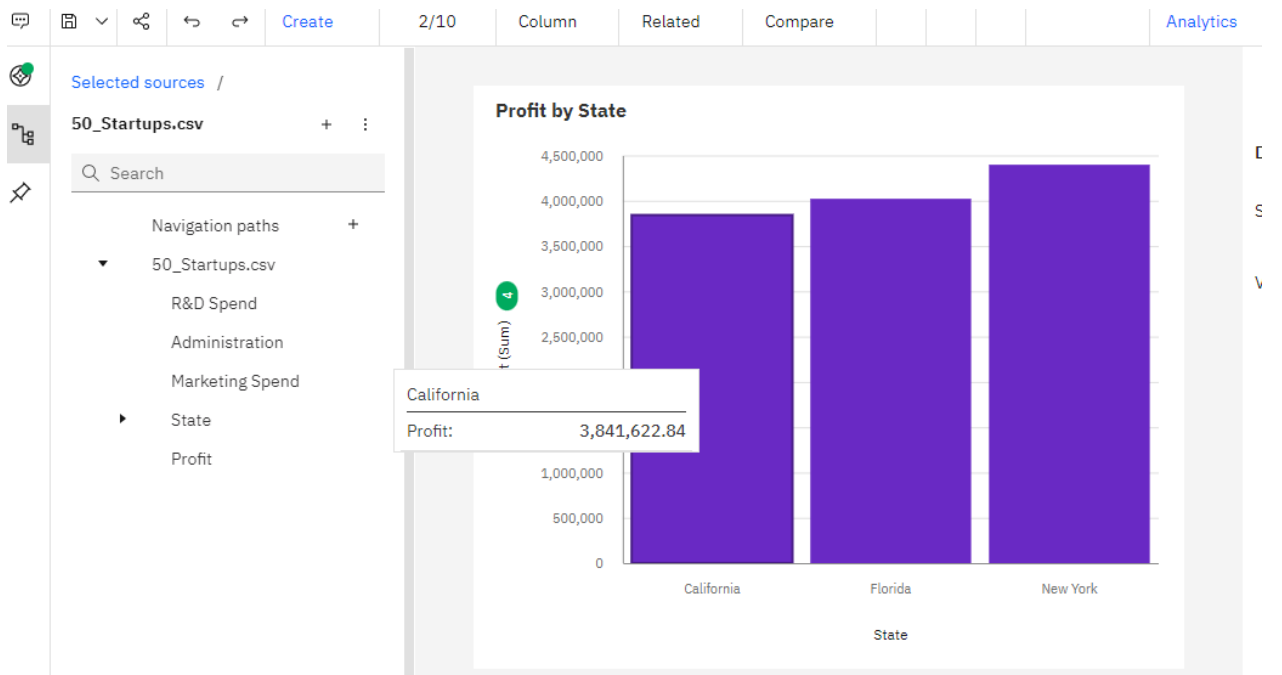 Create
2/10
Column
Related
Compare
Analytics
Selected sources /
50_Startups.csv
Search
Navigation paths
50_Startups.csv
R&D Spend
Administration
Marketing Spend
State
Profit
Profit by State
4,500,000
4,000,000
3,500,000
3,000,000
2,500,000
1,000,000
500,000
0
(Sum)
4
California
Profit: 3,841,622.84
California
Florida
New York
State